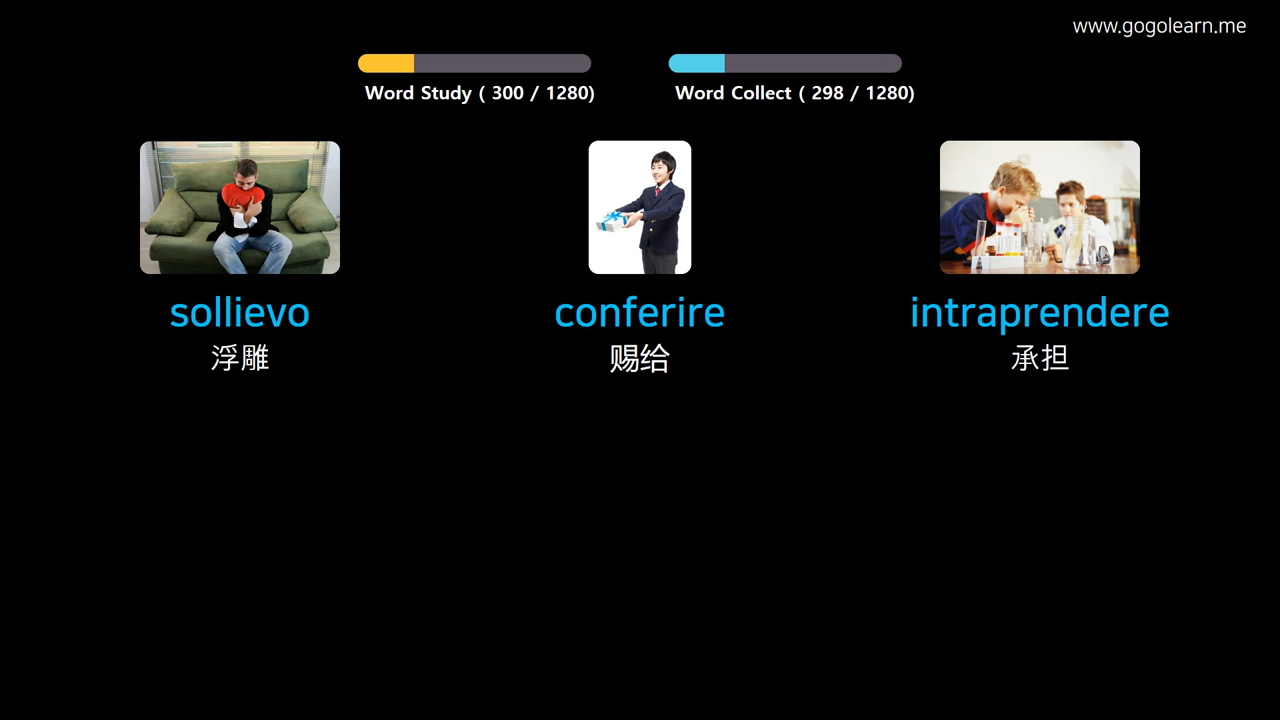 www.gogolearn.me
Word Study ( 300 / 1280)
Word Collect ( 298 / 1280)
sollievo
conferire
intraprendere
浮雕
赐给
承担